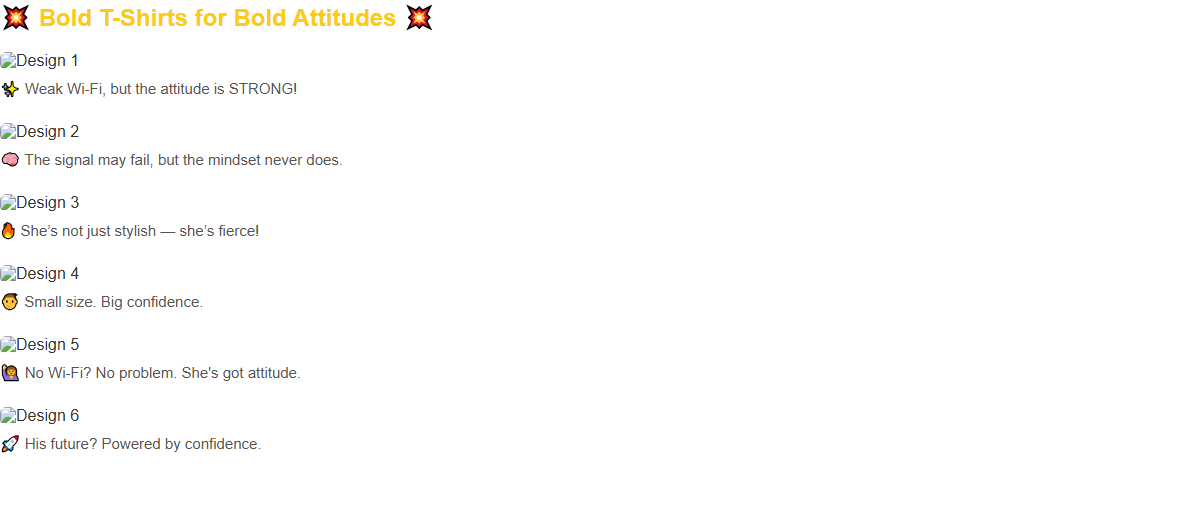 💥 Bold T-Shirts for Bold Attitudes 💥
Design 1
✨ Weak Wi-Fi, but the attitude is STRONG!
Design 2
🧠 The signal may fail, but the mindset never does.
Design 3
🔥 She’s not just stylish — she’s fierce!
Design 4
👦 Small size. Big confidence.
Design 5
🙋‍♀️ No Wi-Fi? No problem. She’s got attitude.
Design 6
🚀 His future? Powered by confidence.